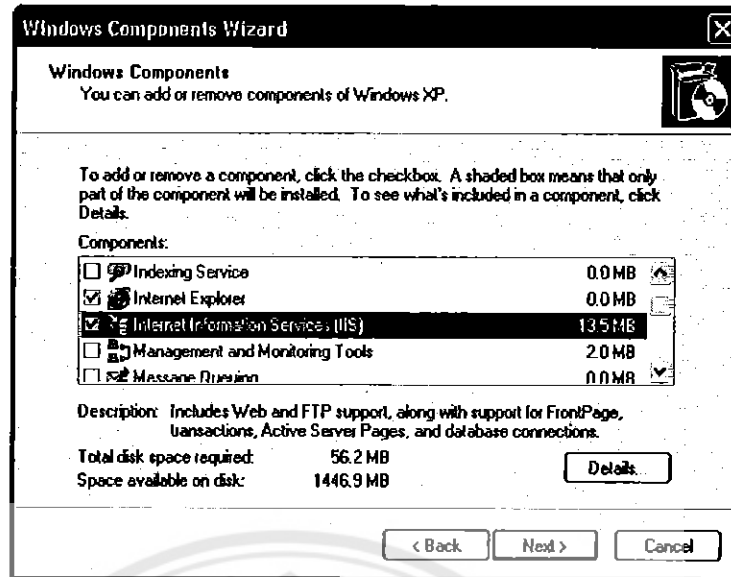 Windows Components Wizard
Windows Components
You can add or remove components of Windows XP.
To add or remove a component, click the checkbox. A shaded box means that only
part of the component will be installed. To see what's included in a component, click
Details.
Components:
Indexing Service 0.0 MB
Internet Explorer 0.0 MB
Internet Information Services (IIS) 13.5 MB
Management and Monitoring Tools 2.0 MB
Message Queuing 0.0 MB
Description: Includes Web and FTP support, along with support for FrontPage,
transactions, Active Server Pages, and database connections.
Total disk space required: 56.2 MB
Details...
Space available on disk: 1446.9 MB
< Back Next > Cancel